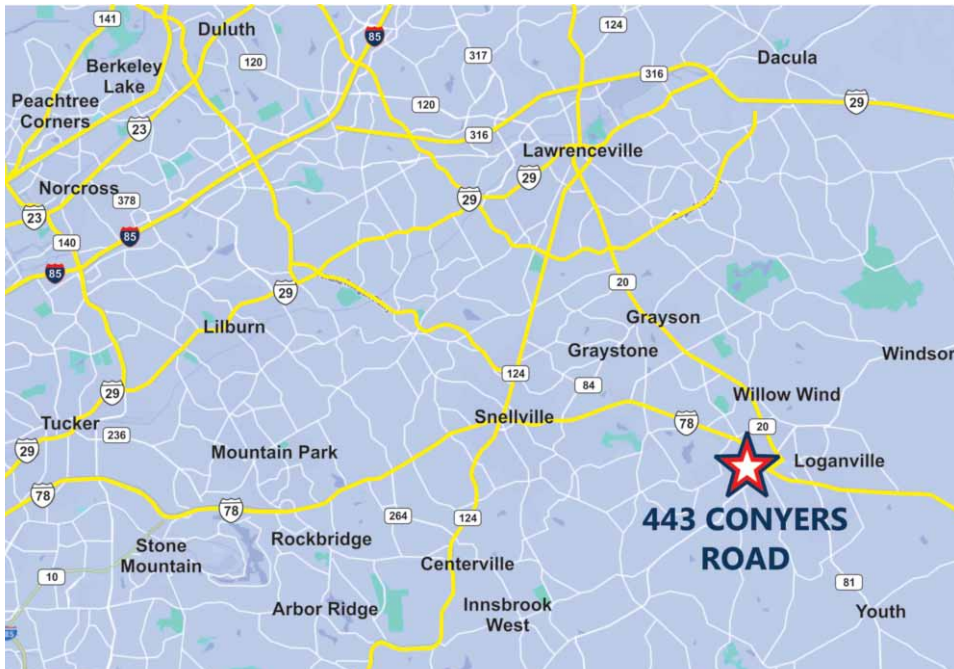 141
Duluth
85
124
Berkeley
Lake
120
317
Dacula
316
Peachtree
Corners
23
120
29
316
Lawrenceville
29
Norcross
378
29
23
85
140
85
20
29
Grayson
Lilburn
Graystone
Windsor
124
84
29
Willow Wind
Tucker
236
Snellville
78
20
29
Mountain Park
Loganville
78
78
443 CONYERS
ROAD
264
124
Stone
Mountain
Rockbridge
Centerville
10
81
Arbor Ridge
Innsbrook
West
Youth
85